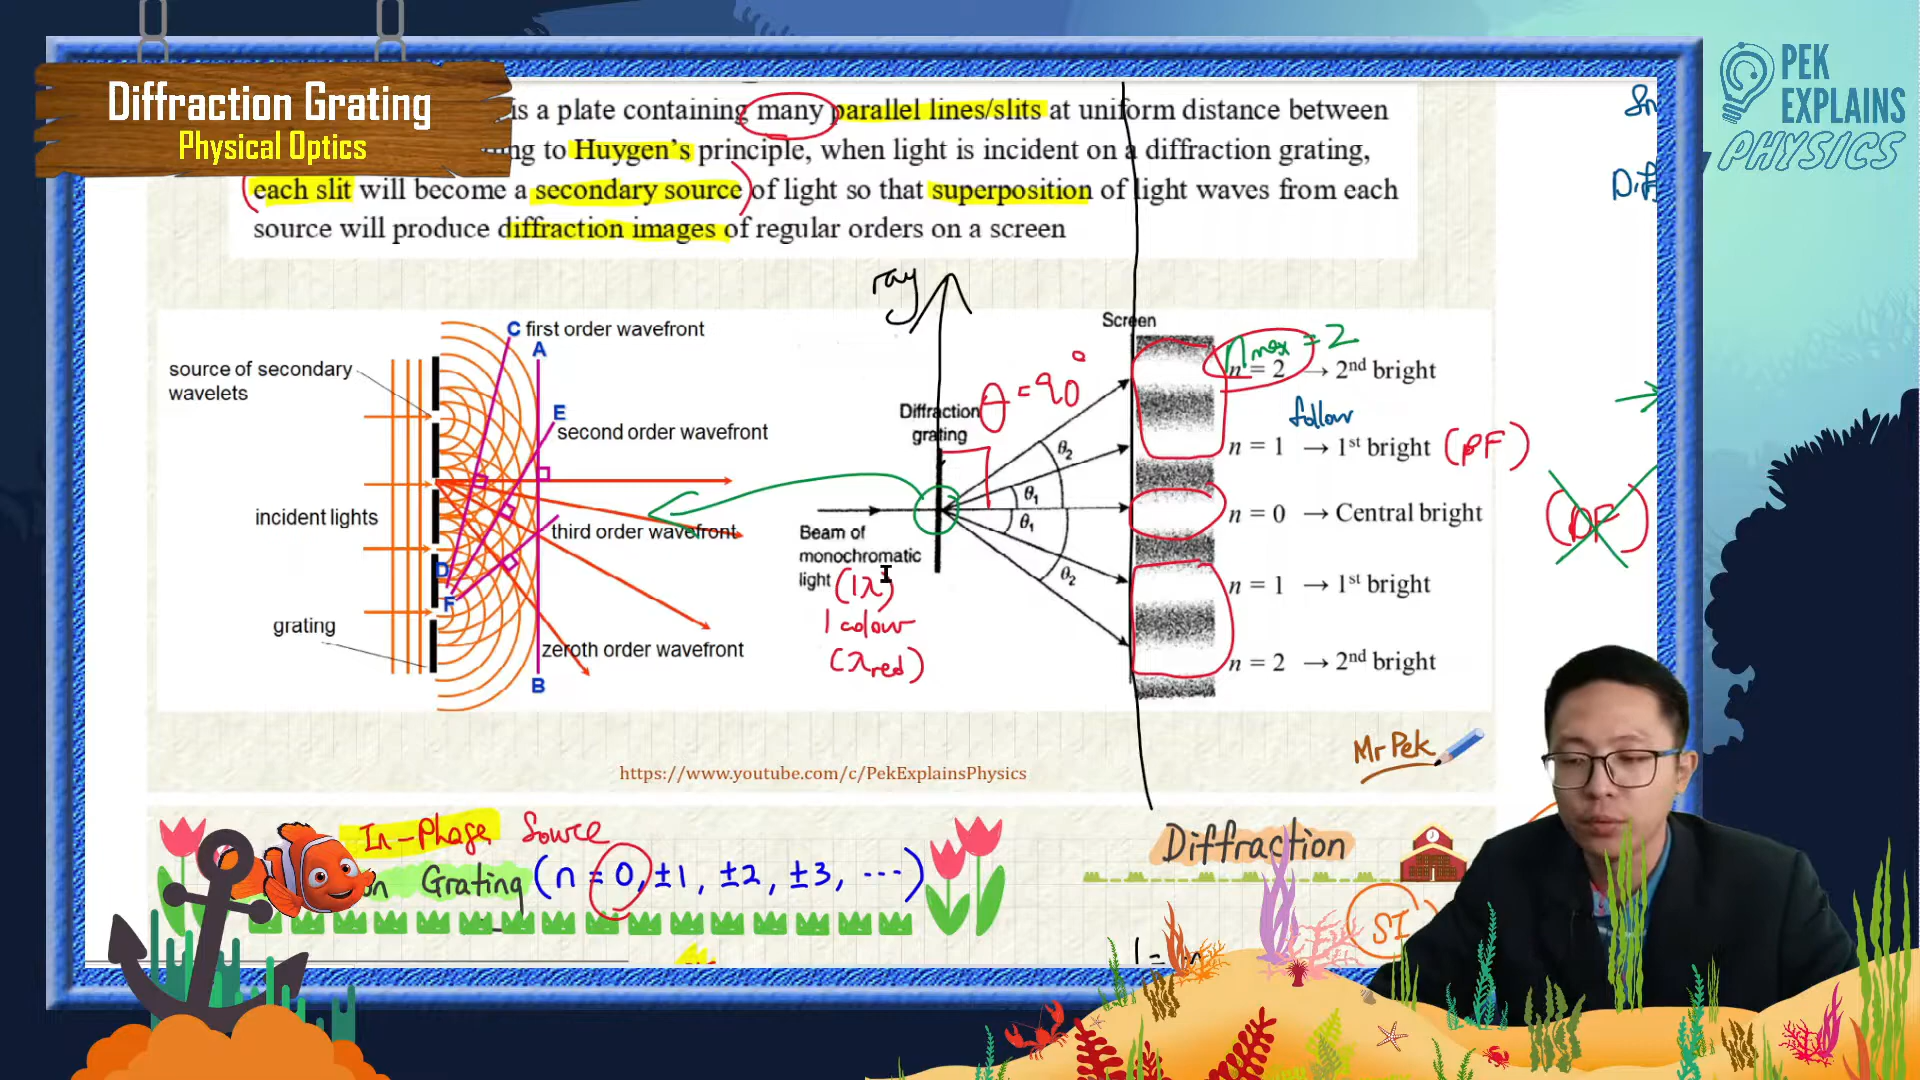 Diffraction Grating
Physical Optics
PEK
EXPLAINS
PHYSICS
is a plate containing many parallel lines/slits at uniform distance between
ng to Huygen's principle, when light is incident on a diffraction grating,
each slit will become a secondary source of light so that superposition of light waves from each
source will produce diffraction images of regular orders on a screen
ray
C first order wavefront
A
source of secondary
wavelets
E
second order wavefront
third order wavefront
incident lights
D
F
grating
zeroth order wavefront
B
θ = 90°
Diffraction
grating
Beam of
monochromatic
light (1λ)
1 colour
(λred)
θ2
θ1
θ1
θ2
Screen
nmax = 2
n = 2 → 2nd bright
follow
n = 1 → 1st bright (PF)
n = 0 → Central bright
(DF)
n = 1 → 1st bright
n = 2 → 2nd bright
Mr Pek
https://www.youtube.com/c/PekExplainsPhysics
In-Phase Source
on Grating (n = 0, ±1, ±2, ±3, ...)
Diffraction
SI